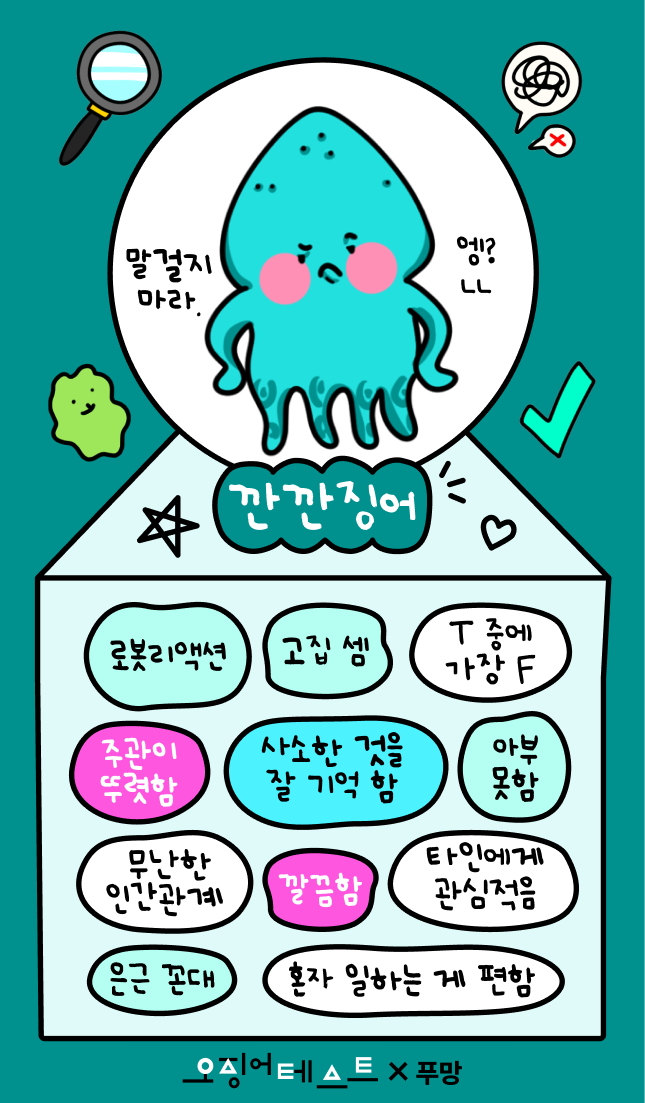 말걸지
마라.
엥?
ㄴㄴ
깐깐징어
로봇리액션
고집 셈
T 중에
가장 F
주관이
뚜렷함
사소한 것을
잘 기억 함
아부
못함
무난한
인간관계
깔끔함
타인에게
관심적음
은근 꼰대
혼자 일하는 게 편함
오징어테스트 × 푸망